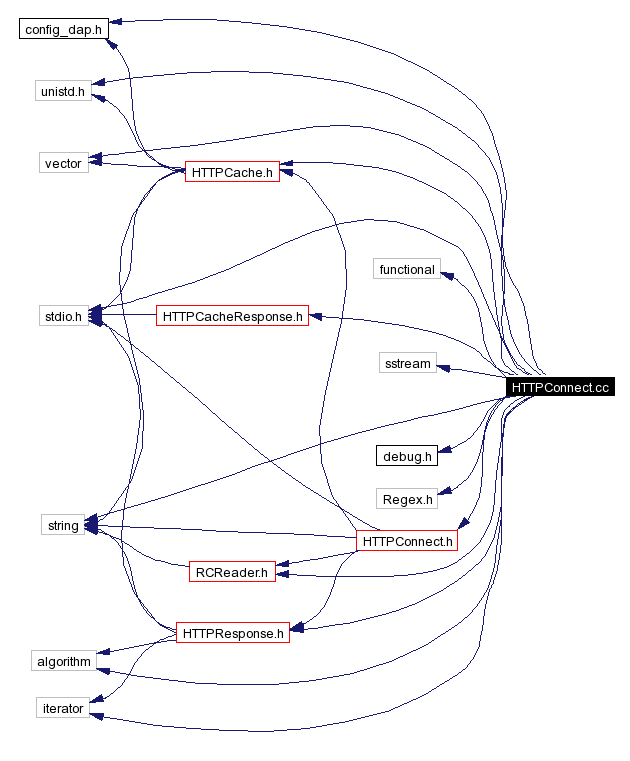 config_dap.h
unistd.h
vector
HTTPCache.h
functional
stdio.h
HTTPCacheResponse.h
sstream
HTTPConnect.cc
debug.h
Regex.h
string
HTTPConnect.h
RCReader.h
HTTPResponse.h
algorithm
iterator